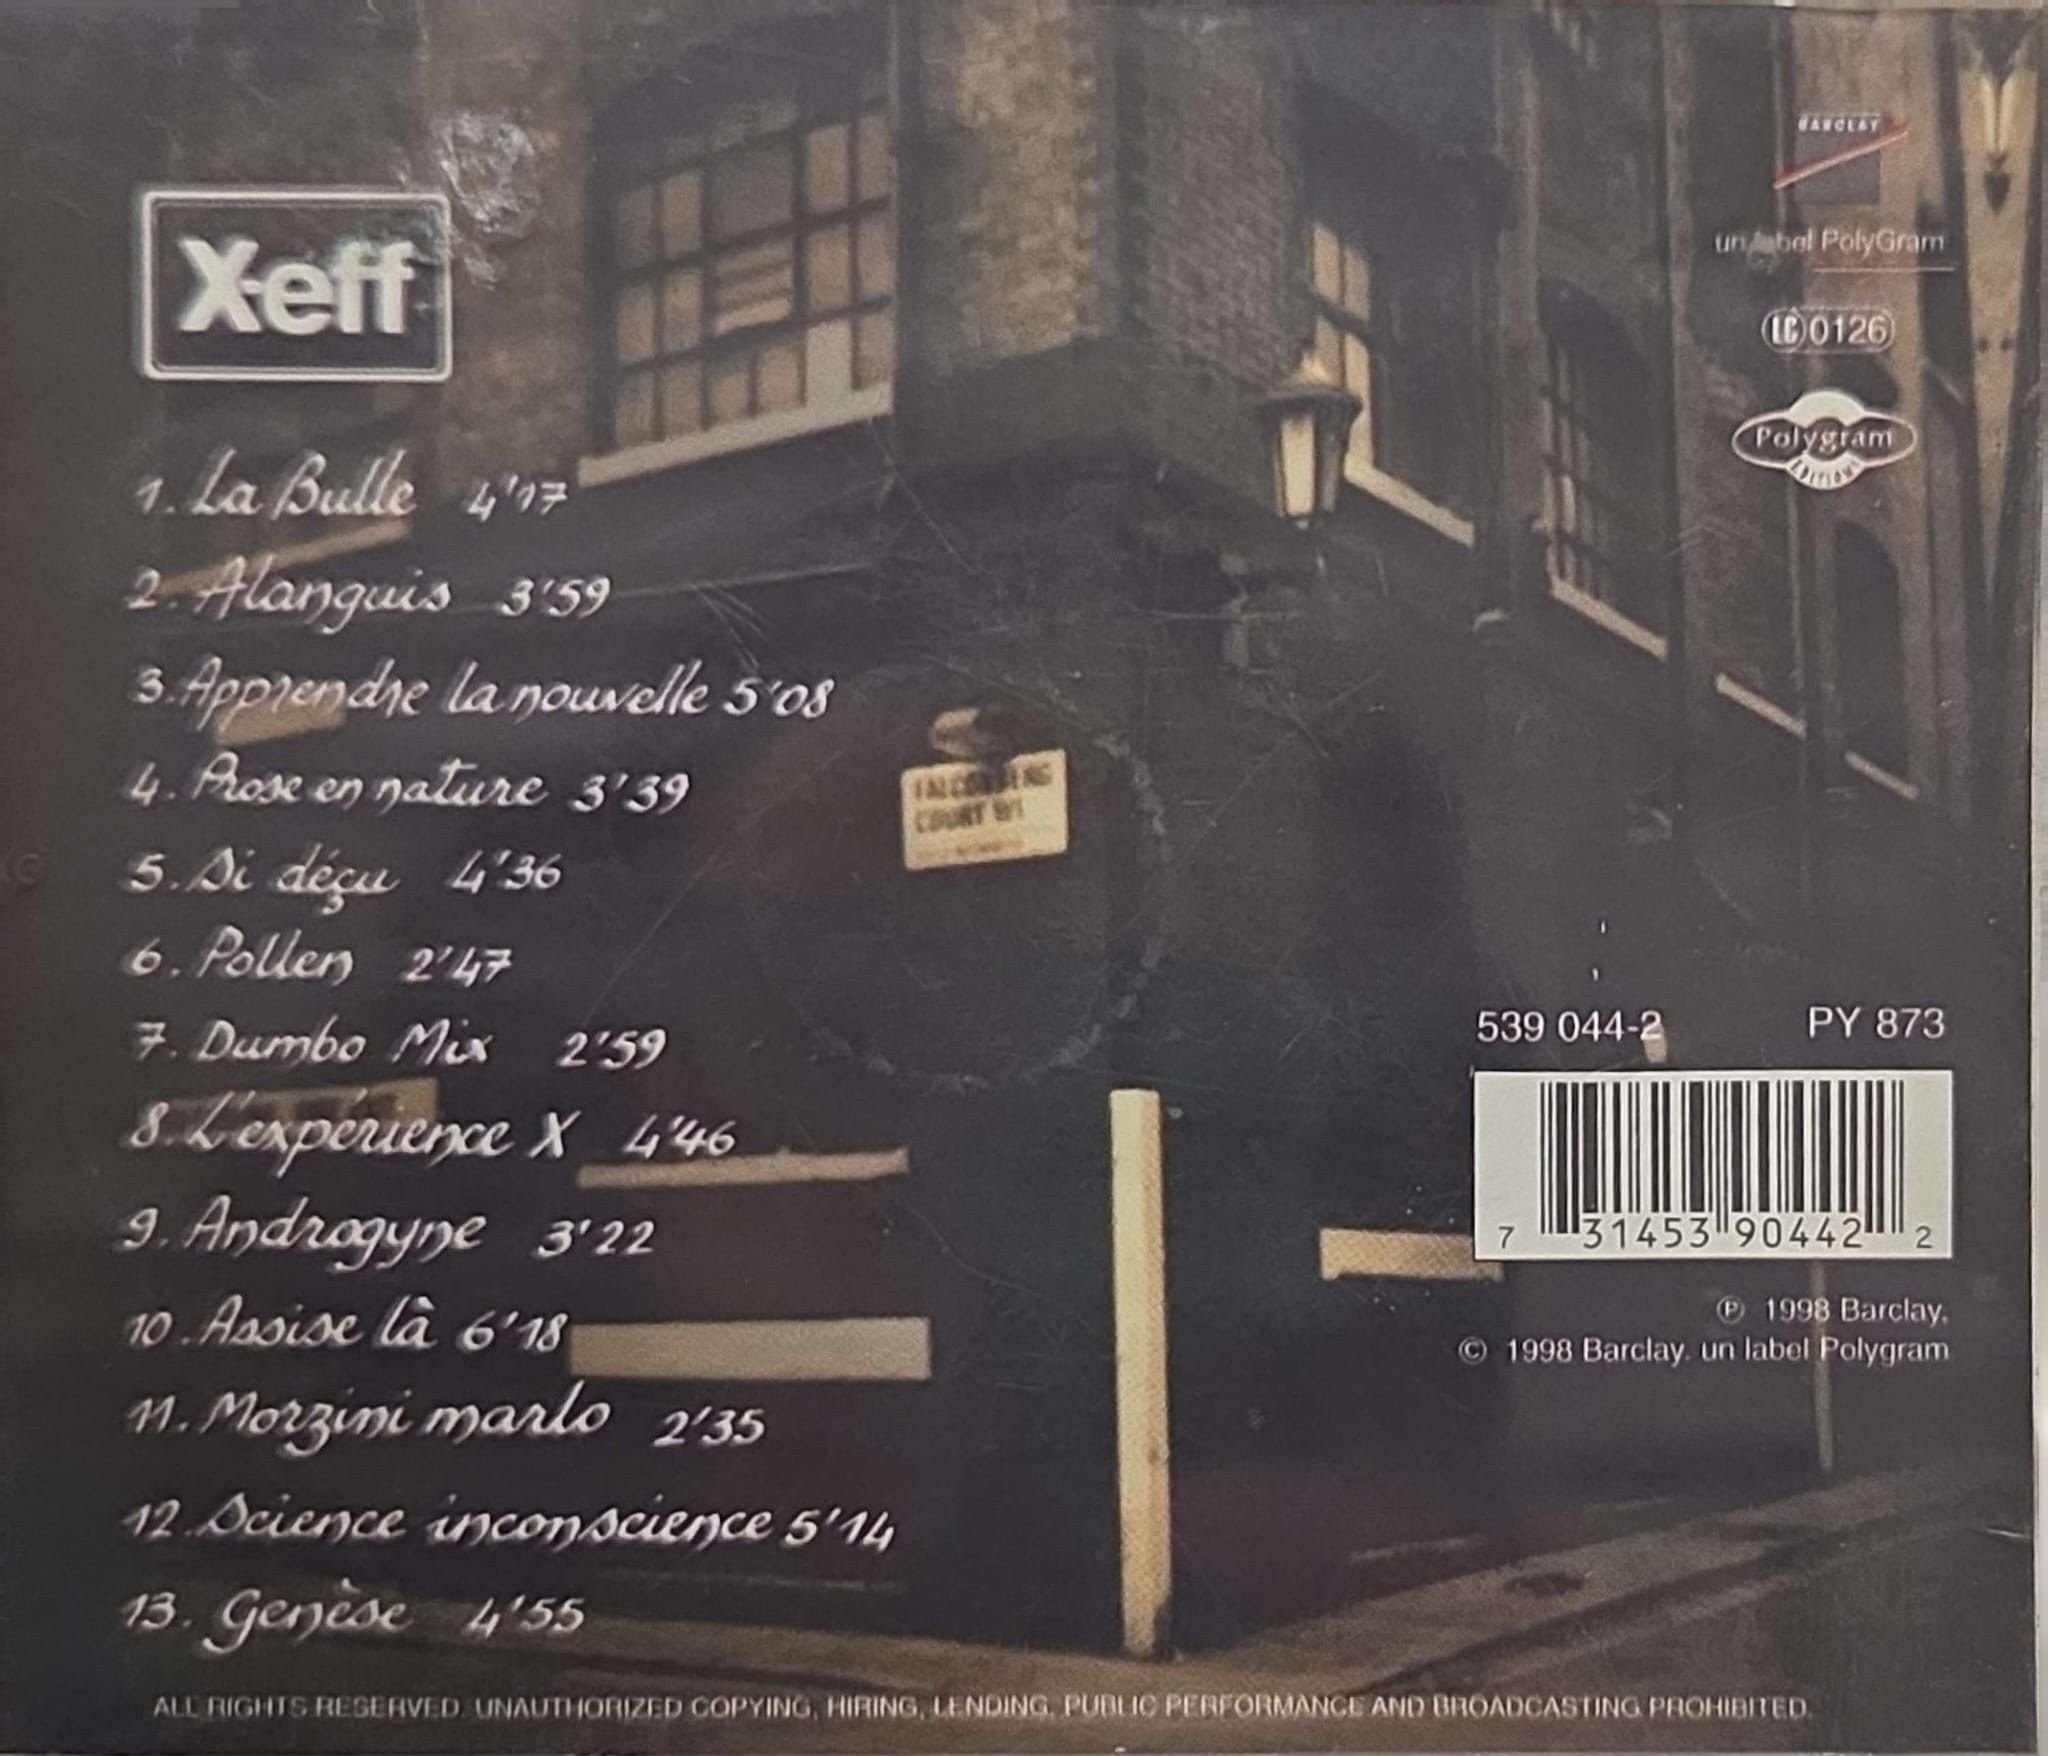 X-eff
1. La Bulle 4'17
2. Alanguis 3'59
3. Apprendre la nouvelle 5'08
4. Prose en nature 3'39
5. Si déçu 4'36
6. Pollen 2'47
7. Dumbo Mix 2'59
8. L'expérience X 4'46
9. Androgyne 3'22
10. Assise là 6'18
11. Morzini marlo 2'35
12. Science inconscience 5'14
13. Genèse 4'55
BARCLAY
un label PolyGram
LC 0126
Polygram
ÉDITIONS
COURT W1
539 044-2 PY 873
7 31453 90442 2
℗ 1998 Barclay,
© 1998 Barclay. un label Polygram
ALL RIGHTS RESERVED. UNAUTHORIZED COPYING, HIRING, LENDING, PUBLIC PERFORMANCE AND BROADCASTING PROHIBITED.